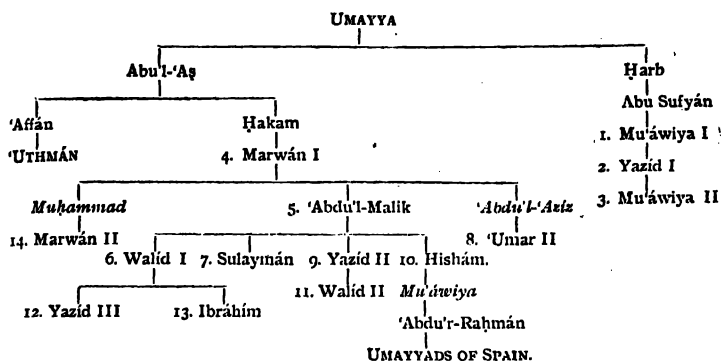 UMAYYA
Abu'l-‘Aṣ Ḥarb
Abu Sufyán
‘Affán Ḥakam
1. Mu‘áwiya I
‘UTHMÁN 4. Marwán I
2. Yazíd I
Muḥammad 5. ‘Abdu'l-Malik ‘Abdu'l-‘Azíz 3. Mu‘áwiya II
14. Marwán II 8. ‘Umar II
6. Walíd I 7. Sulaymán 9. Yazíd II 10. Hishám.
11. Walíd II Mu‘áwiya
12. Yazíd III 13. Ibráhím
‘Abdu'r-Raḥmán
UMAYYADS OF SPAIN.